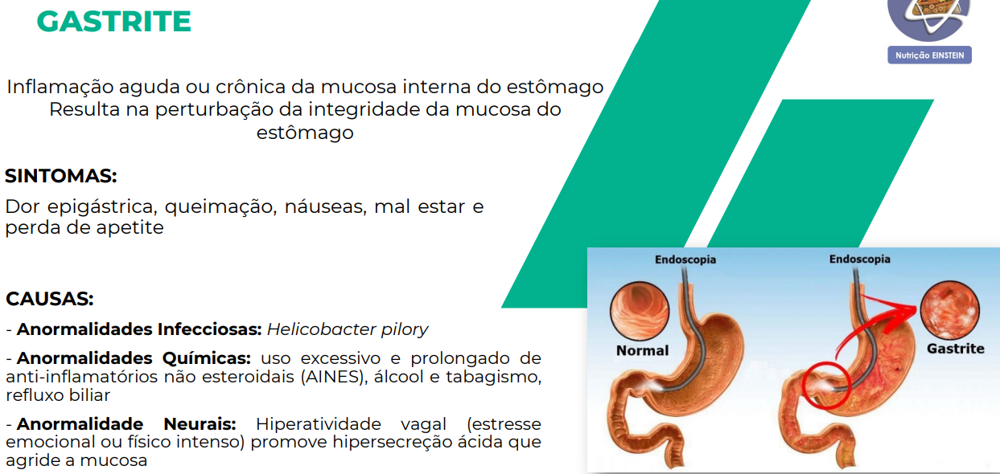 GASTRITE
Nutrição EINSTEIN
Inflamação aguda ou crônica da mucosa interna do estômago
Resulta na perturbação da integridade da mucosa do
estômago
SINTOMAS:
Dor epigástrica, queimação, náuseas, mal estar e
perda de apetite
CAUSAS:
- Anormalidades Infecciosas: Helicobacter pilory
- Anormalidades Químicas: uso excessivo e prolongado de
anti-inflamatórios não esteroidais (AINES), álcool e tabagismo,
refluxo biliar
- Anormalidade Neurais: Hiperatividade vagal (estresse
emocional ou físico intenso) promove hipersecreção ácida que
agride a mucosa
Endoscopia
Normal
Endoscopia
Gastrite